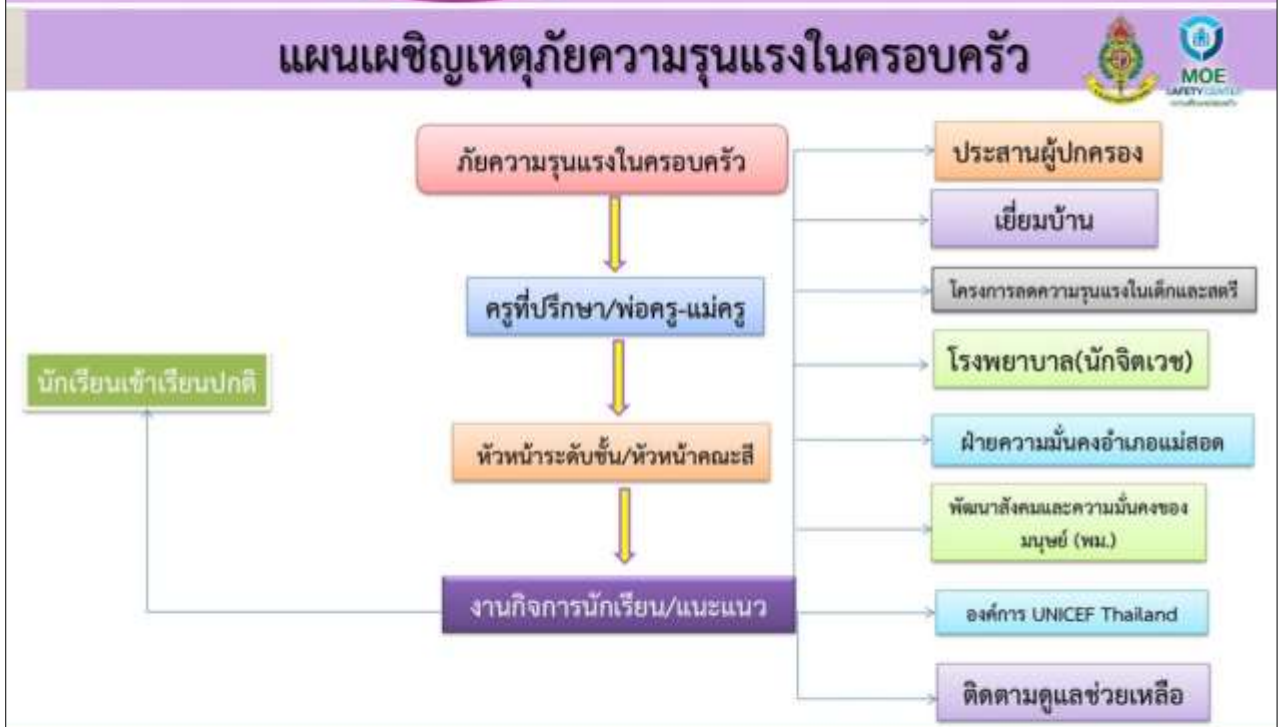 แผนเผชิญเหตุภัยความรุนแรงในครอบครัว
MOE
SAFETY CENTER
ภัยความรุนแรงในครอบครัว
ครูที่ปรึกษา/พ่อครู-แม่ครู
หัวหน้าระดับชั้น/หัวหน้าคณะสี
งานกิจการนักเรียน/แนะแนว
นักเรียนเข้าเรียนปกติ
ประสานผู้ปกครอง
เยี่ยมบ้าน
โครงการลดความรุนแรงในเด็กและสตรี
โรงพยาบาล(นักจิตเวช)
ฝ่ายความมั่นคงอำเภอแม่สอด
พัฒนาสังคมและความมั่นคงของ
มนุษย์ (พม.)
องค์การ UNICEF Thailand
ติดตามดูแลช่วยเหลือ